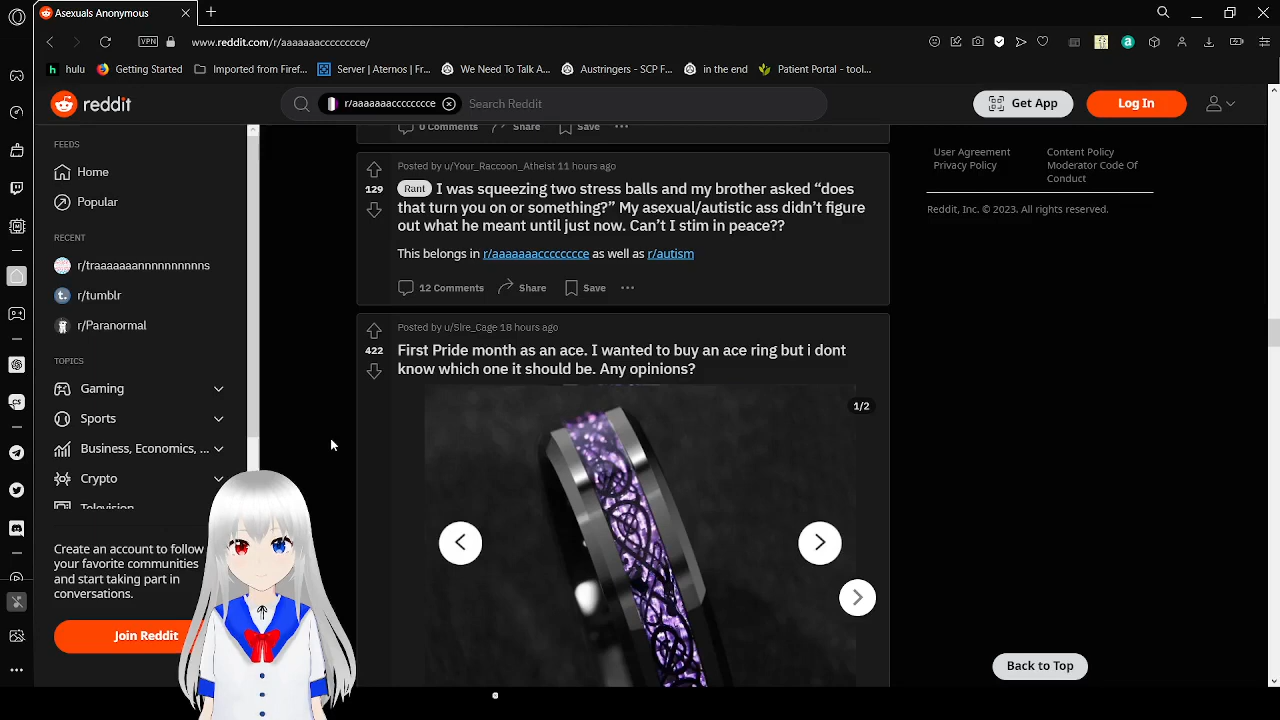 Asexuals Anonymous
VPN
www.reddit.com/r/aaaaaaacccccccce/
hulu
Getting Started
Imported from Firef...
Server | Aternos | Fr...
We Need To Talk A...
Austringers - SCP F...
in the end
Patient Portal - tool...
reddit
r/aaaaaaacccccccce
Search Reddit
Get App
Log In
FEEDS
Home
Popular
RECENT
r/traaaaaaannnnnnnnnns
r/tumblr
r/Paranormal
TOPICS
Gaming
Sports
Business, Economics, ...
Crypto
Television
Create an account to follow
your favorite communities
and start taking part in
conversations.
Join Reddit
0 Comments
Share
Save
Posted by u/Your_Raccoon_Atheist 11 hours ago
129
Rant I was squeezing two stress balls and my brother asked “does
that turn you on or something?” My asexual/autistic ass didn’t figure
out what he meant until just now. Can’t I stim in peace??
This belongs in r/aaaaaaacccccccce as well as r/autism
12 Comments
Share
Save
Posted by u/SIre_Cage 18 hours ago
422
First Pride month as an ace. I wanted to buy an ace ring but i dont
know which one it should be. Any opinions?
1/2
User Agreement
Privacy Policy
Content Policy
Moderator Code Of
Conduct
Reddit, Inc. © 2023. All rights reserved.
Back to Top